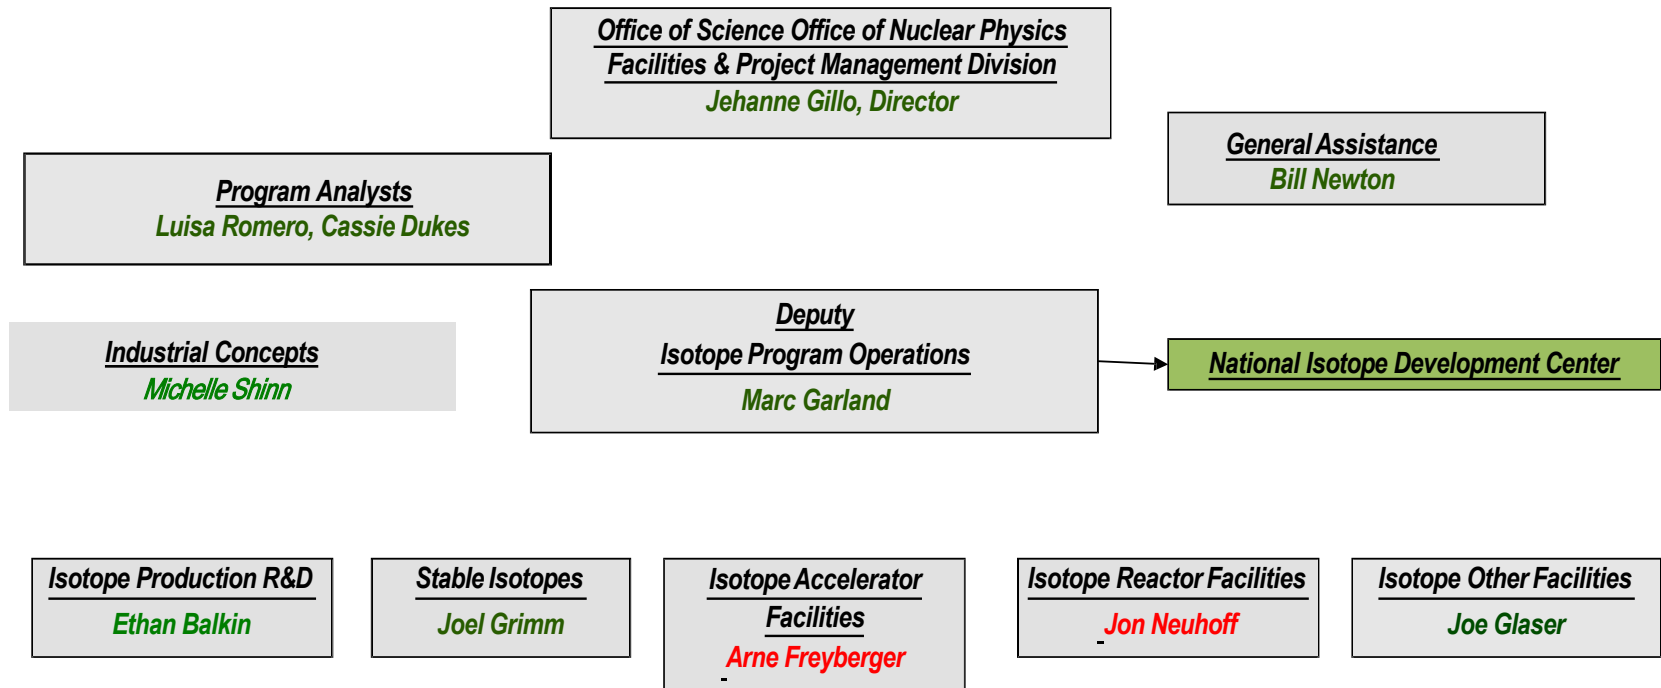 Office of Science Office of Nuclear Physics
Facilities & Project Management Division
Jehanne Gillo, Director
General Assistance
Bill Newton
Program Analysts
Luisa Romero, Cassie Dukes
Deputy
Isotope Program Operations
Marc Garland
Industrial Concepts
Michelle Shinn
National Isotope Development Center
Isotope Production R&D
Ethan Balkin
Stable Isotopes
Joel Grimm
Isotope Accelerator
Facilities
Arne Freyberger
Isotope Reactor Facilities
Jon Neuhoff
Isotope Other Facilities
Joe Glaser